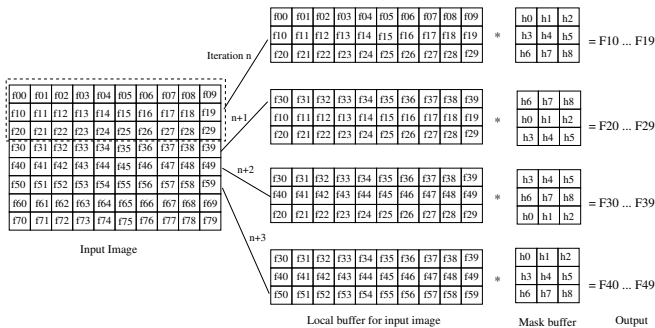 f00 f01 f02 f03 f04 f05 f06 f07 f08 f09
f10 f11 f12 f13 f14 f15 f16 f17 f18 f19
f20 f21 f22 f23 f24 f25 f26 f27 f28 f29
*
h0 h1 h2
h3 h4 h5
h6 h7 h8
= F10 ... F19
Iteration n
f00 f01 f02 f03 f04 f05 f06 f07 f08 f09
f10 f11 f12 f13 f14 f15 f16 f17 f18 f19
f20 f21 f22 f23 f24 f25 f26 f27 f28 f29
f30 f31 f32 f33 f34 f35 f36 f37 f38 f39
f40 f41 f42 f43 f44 f45 f46 f47 f48 f49
f50 f51 f52 f53 f54 f55 f56 f57 f58 f59
f60 f61 f62 f63 f64 f65 f66 f67 f68 f69
f70 f71 f72 f73 f74 f75 f76 f77 f78 f79
Input Image
n+1
f30 f31 f32 f33 f34 f35 f36 f37 f38 f39
f10 f11 f12 f13 f14 f15 f16 f17 f18 f19
f20 f21 f22 f23 f24 f25 f26 f27 f28 f29
*
h6 h7 h8
h0 h1 h2
h3 h4 h5
= F20 ... F29
n+2
f30 f31 f32 f33 f34 f35 f36 f37 f38 f39
f40 f41 f42 f43 f44 f45 f46 f47 f48 f49
f20 f21 f22 f23 f24 f25 f26 f27 f28 f29
*
h3 h4 h5
h6 h7 h8
h0 h1 h2
= F30 ... F39
n+3
f30 f31 f32 f33 f34 f35 f36 f37 f38 f39
f40 f41 f42 f43 f44 f45 f46 f47 f48 f49
f50 f51 f52 f53 f54 f55 f56 f57 f58 f59
*
h0 h1 h2
h3 h4 h5
h6 h7 h8
= F40 ... F49
Local buffer for input image
Mask buffer
Output